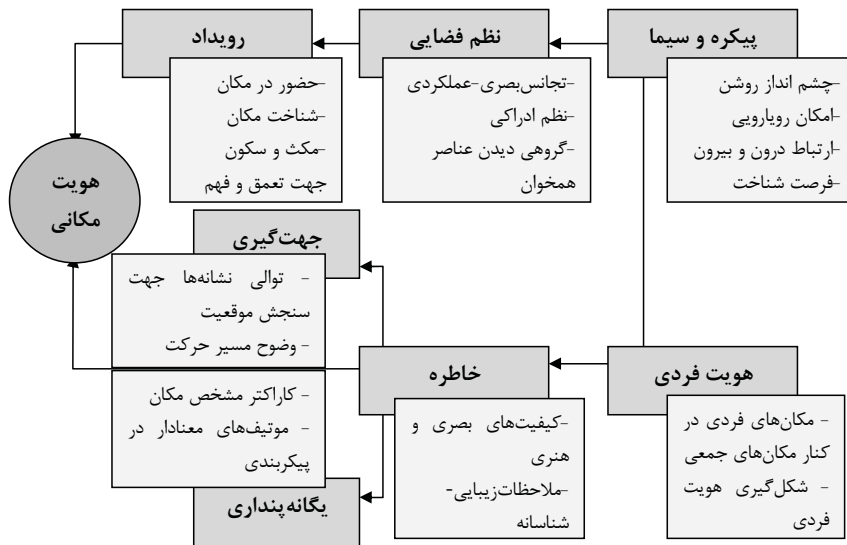 پیکره و سیما
-چشم انداز روشن
-امکان رویارویی
-ارتباط درون و بیرون
-فرصت شناخت
نظم فضایی
-تجانس‌بصری-عملکردی
-نظم ادراکی
-گروهی دیدن عناصر
همخوان
رویداد
-حضور در مکان
-شناخت مکان
-مکث و سکون
جهت تعمق و فهم
هویت
مکانی
جهت‌گیری
- توالی نشانه‌ها جهت
سنجش موقعیت
- وضوح مسیر حرکت
هویت فردی
- مکان‌های فردی در
کنار مکان‌های جمعی
- شکل‌گیری هویت
فردی
خاطره
-کیفیت‌های بصری و
هنری
-ملاحظات‌زیبایی-
شناسانه
- کاراکتر مشخص مکان
- موتیف‌های معنادار در
پیکربندی
یگانه‌پنداری